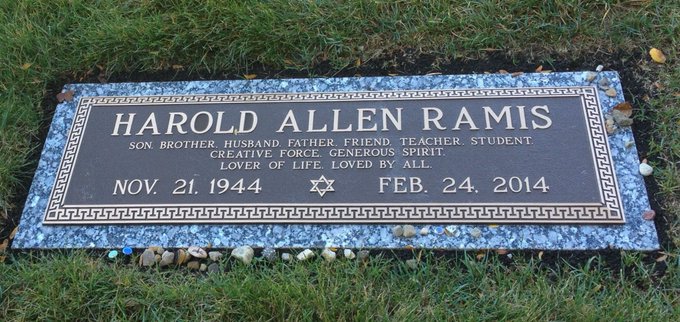 HAROLD ALLEN RAMIS
SON. BROTHER. HUSBAND. FATHER. FRIEND. TEACHER. STUDENT.
CREATIVE FORCE. GENEROUS SPIRIT.
LOVER OF LIFE. LOVED BY ALL.
NOV. 21, 1944 FEB. 24, 2014